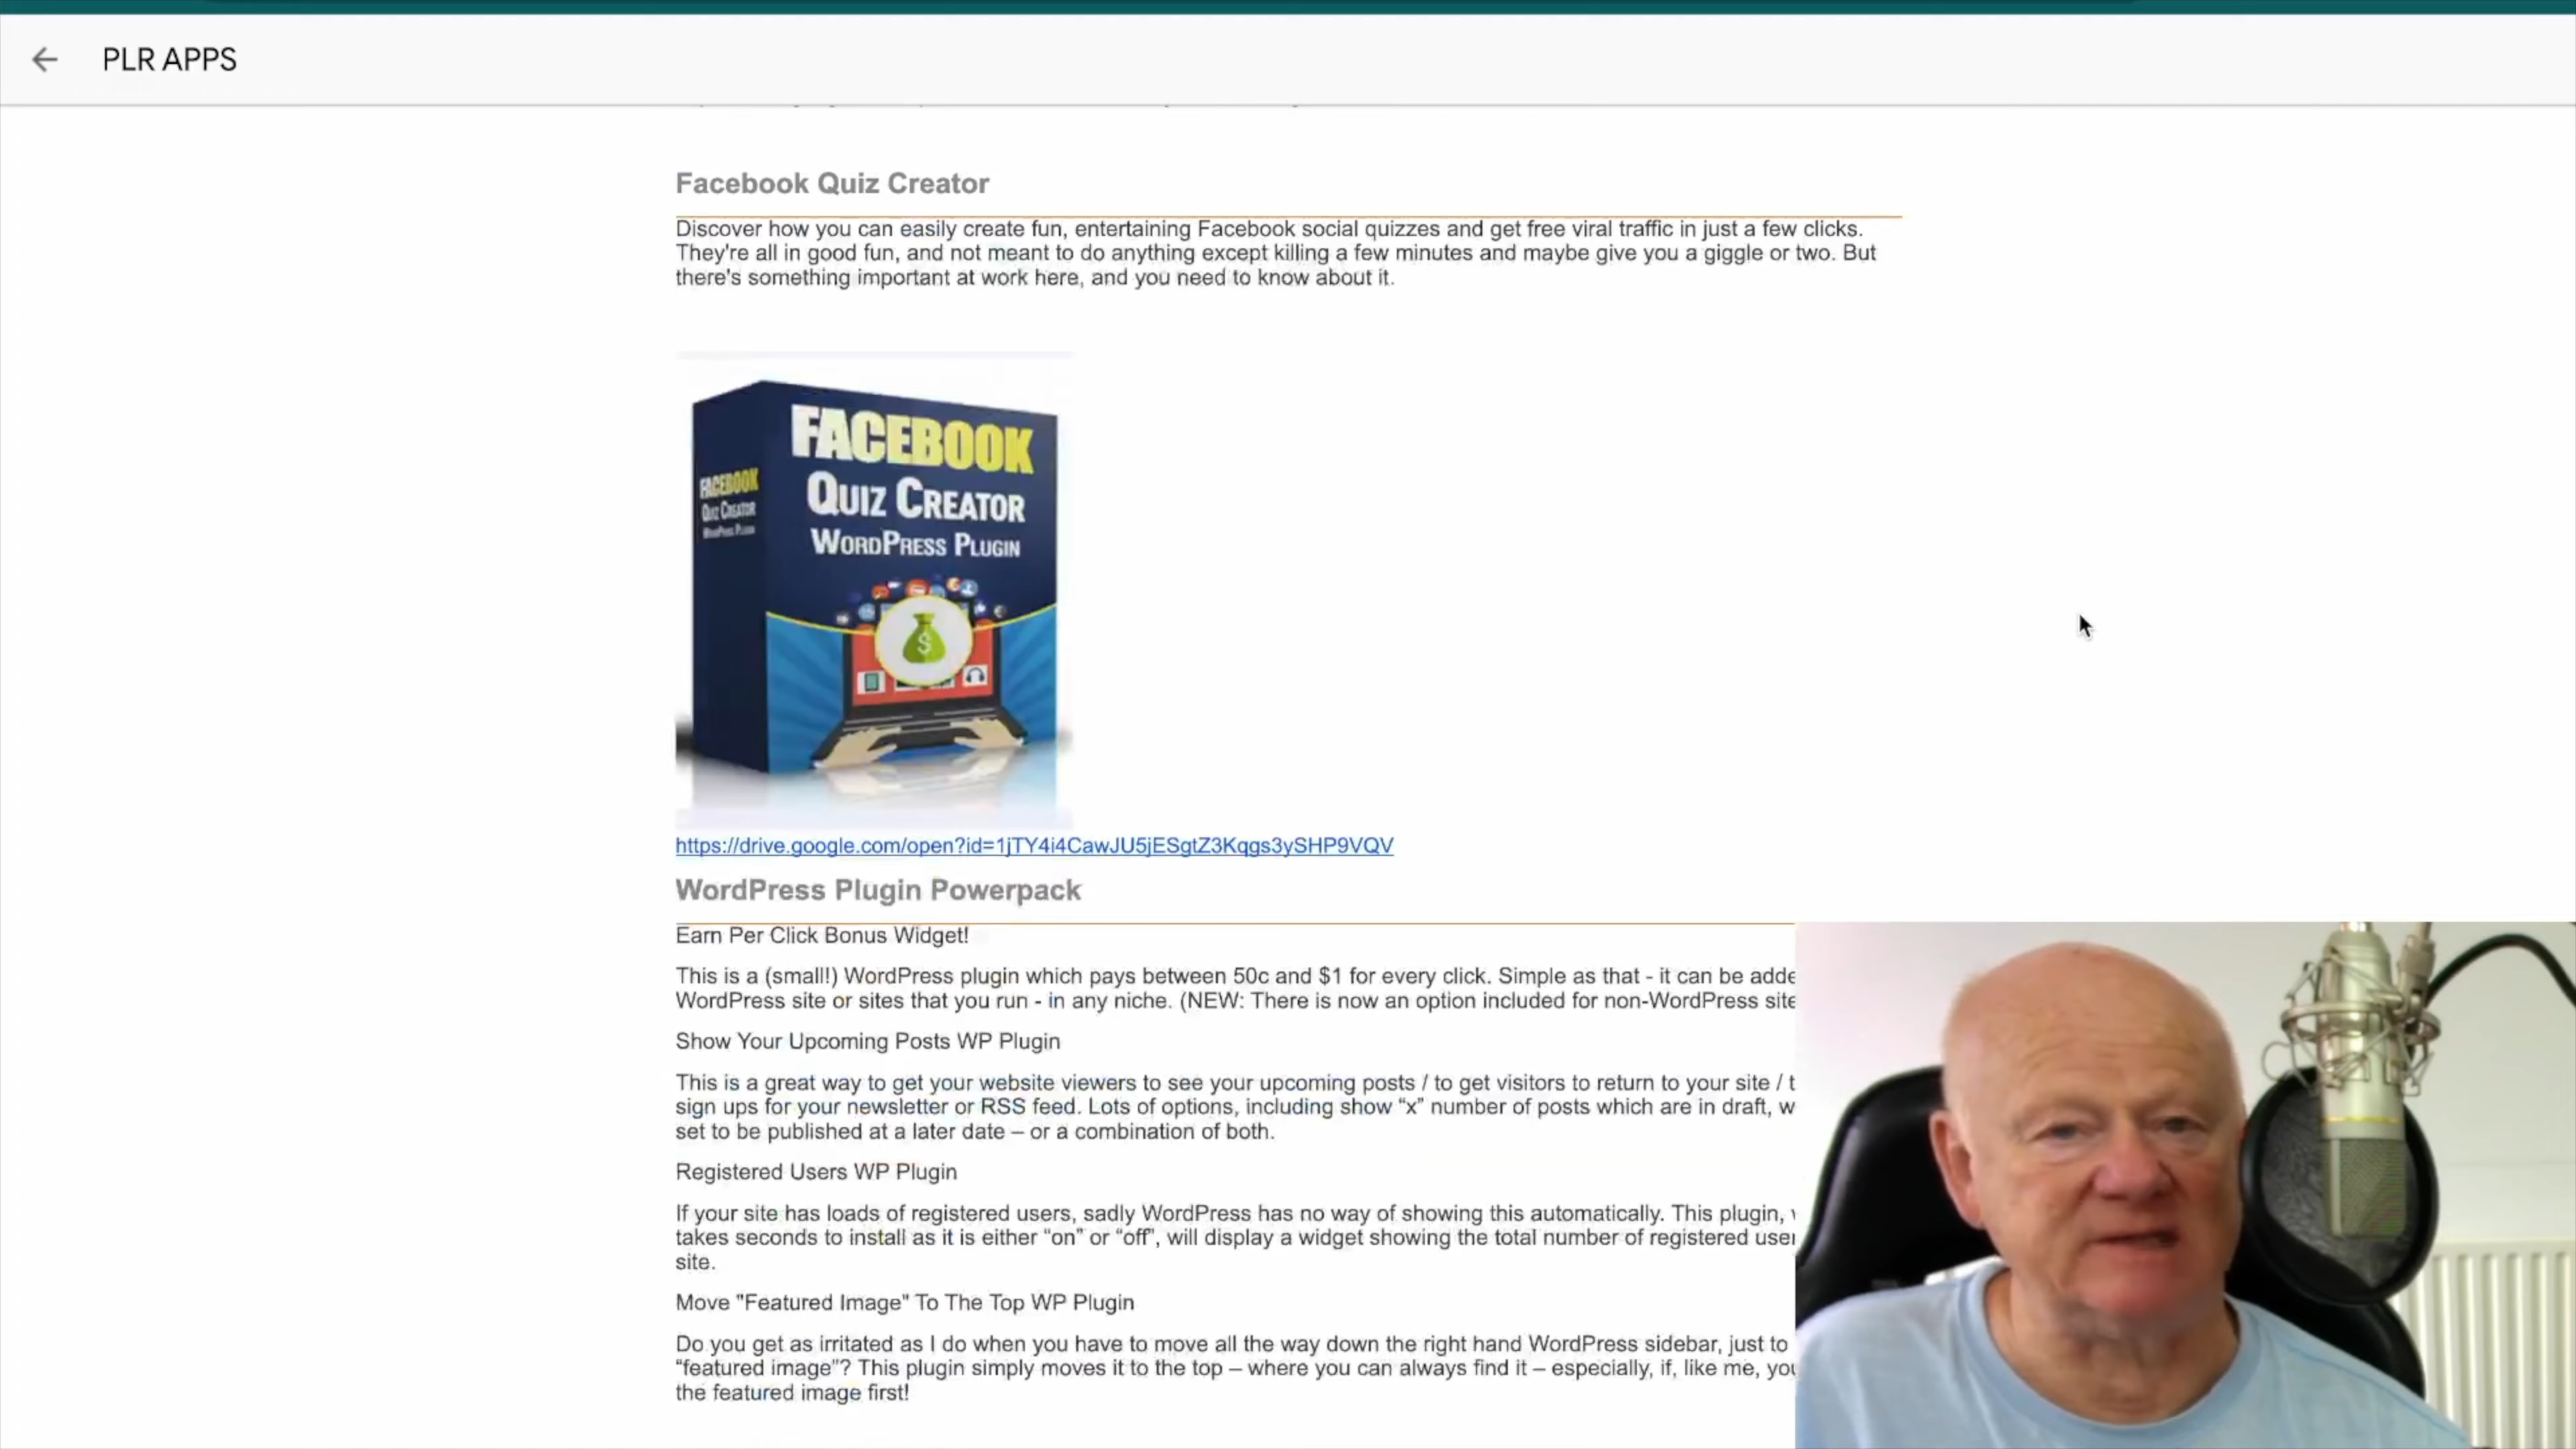 PLR APPS
Facebook Quiz Creator
Discover how you can easily create fun, entertaining Facebook social quizzes and get free viral traffic in just a few clicks.
They're all in good fun, and not meant to do anything except killing a few minutes and maybe give you a giggle or two. But
there's something important at work here, and you need to know about it.
FACEBOOK
QUIZ CREATOR
WORDPRESS PLUGIN
FACEBOOK
QUIZ CREATOR
WORDPRESS PLUGIN
$
https://drive.google.com/open?id=1jTY4i4CawJU5jESgtZ3Kqgs3ySHP9VQV
WordPress Plugin Powerpack
Earn Per Click Bonus Widget!
This is a (small!) WordPress plugin which pays between 50c and $1 for every click. Simple as that - it can be adde
WordPress site or sites that you run - in any niche. (NEW: There is now an option included for non-WordPress site
Show Your Upcoming Posts WP Plugin
This is a great way to get your website viewers to see your upcoming posts / to get visitors to return to your site / t
sign ups for your newsletter or RSS feed. Lots of options, including show “x” number of posts which are in draft, w
set to be published at a later date – or a combination of both.
Registered Users WP Plugin
If your site has loads of registered users, sadly WordPress has no way of showing this automatically. This plugin,
takes seconds to install as it is either “on” or “off”, will display a widget showing the total number of registered user
site.
Move "Featured Image" To The Top WP Plugin
Do you get as irritated as I do when you have to move all the way down the right hand WordPress sidebar, just to
“featured image”? This plugin simply moves it to the top – where you can always find it – especially, if, like me, you
the featured image first!